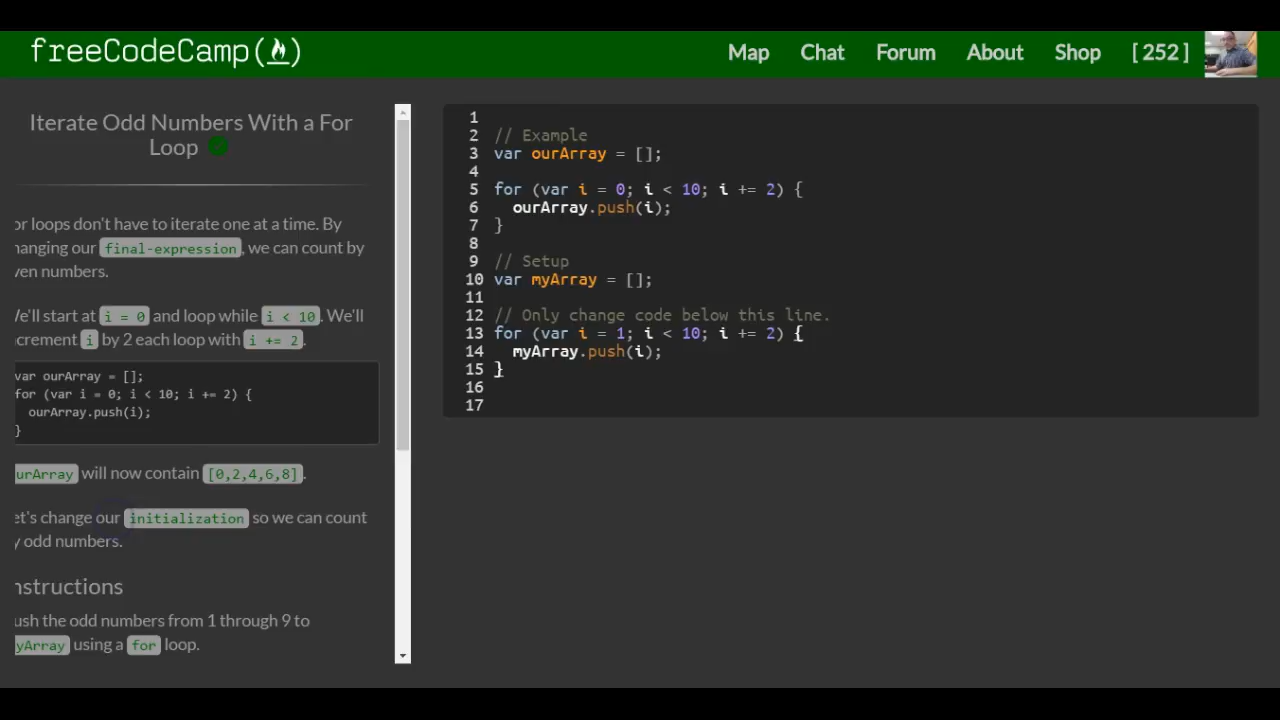 freeCodeCamp(🔥)
Map Chat Forum About Shop [ 252 ]
Iterate Odd Numbers With a For
Loop
or loops don't have to iterate one at a time. By
hanging our final-expression, we can count by
ven numbers.
We'll start at i = 0 and loop while i < 10. We'll
crement i by 2 each loop with i += 2.
var ourArray = [];
for (var i = 0; i < 10; i += 2) {
ourArray.push(i);
}
urArray will now contain [0,2,4,6,8].
et's change our initialization so we can count
y odd numbers.
nstructions
ush the odd numbers from 1 through 9 to
yArray using a for loop.
1
2 // Example
3 var ourArray = [];
4
5 for (var i = 0; i < 10; i += 2) {
6 ourArray.push(i);
7 }
8
9 // Setup
10 var myArray = [];
11
12 // Only change code below this line.
13 for (var i = 1; i < 10; i += 2) {
14 myArray.push(i);
15 }
16
17